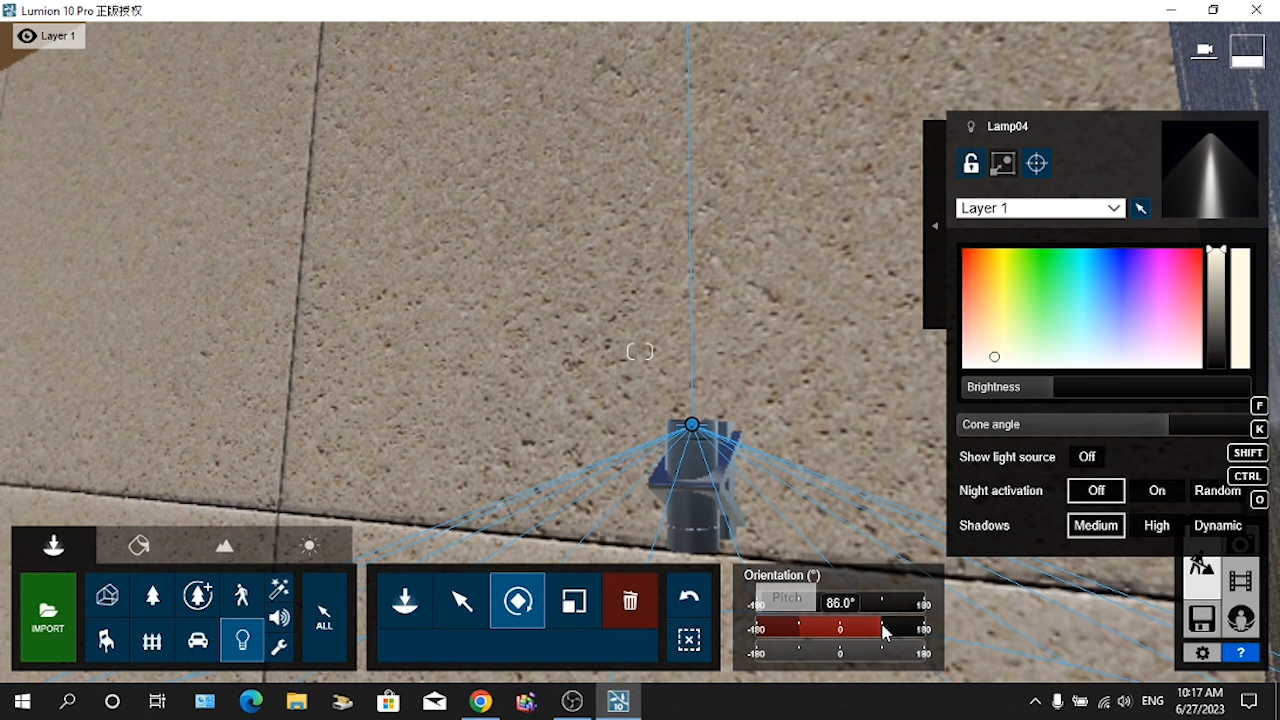 Lumion 10 Pro 正版授权
Layer 1
Lamp04
Layer 1
Brightness
Cone angle
Show light source Off
Night activation Off On Random
Shadows Medium High Dynamic
F
K
SHIFT
CTRL
O
IMPORT
ALL
Orientation (°)
Pitch 86.0°
-180 180
-180 0 180
-180 0 180
?
10
ENG
10:17 AM
6/27/2023